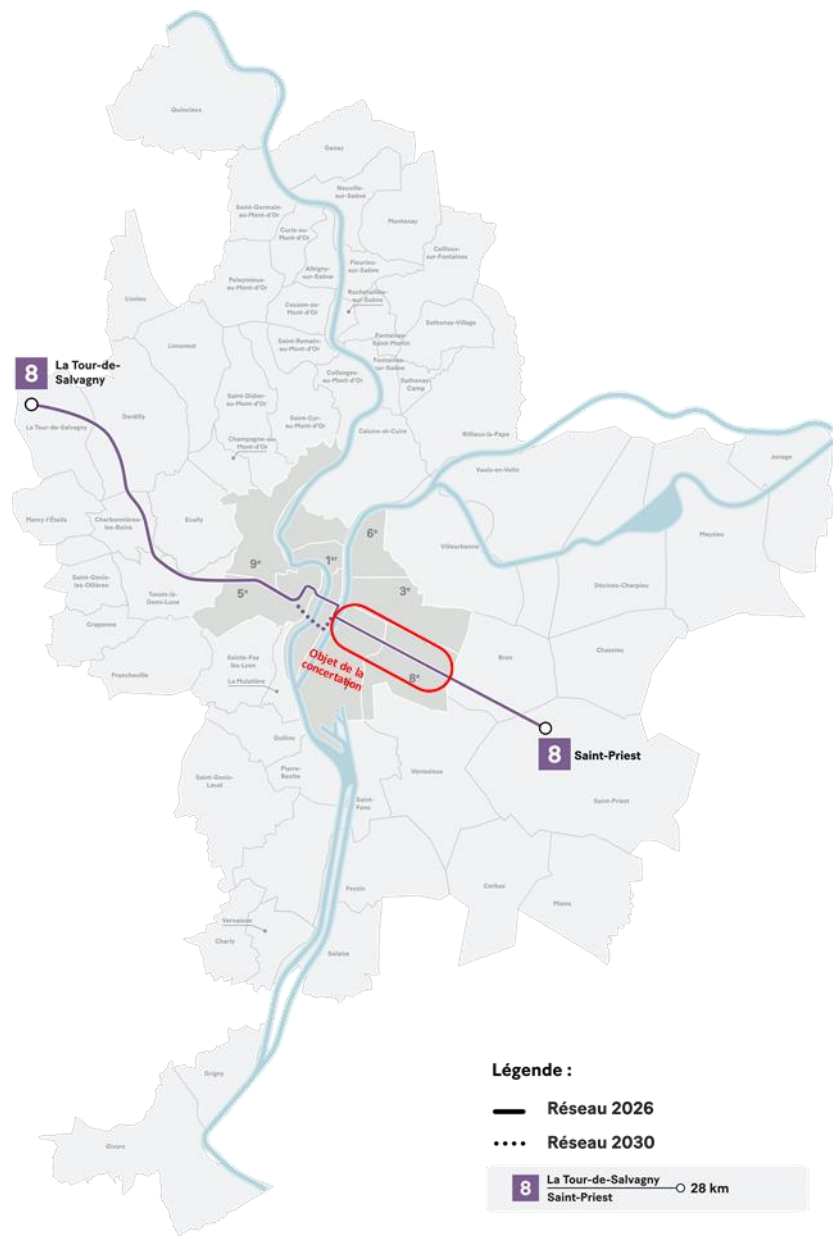 Quincieux
Genay
Neuville-
sur-Saône
Montanay
Saint-Germain-
au-Mont-d'Or
Curis-au-
Mont-d'Or
Cailloux-
sur-Fontaines
Albigny-
sur-Saône
Fleurieu-
sur-Saône
Poleymieux-
au-Mont-d'Or
Rochetaillée-
sur-Saône
Lissieu
Couzon-au-
Mont-d'Or
Sathonay-Village
Limonest
Saint-Romain-
au-Mont-d'Or
Fontaines-
Saint-Martin
Fontaines-
sur-Saône
Collonges-
au-Mont-d'Or
Sathonay-
Camp
8
La Tour-de-
Salvagny
Saint-Didier-
au-Mont-d'Or
Dardilly
Saint-Cyr-
au-Mont-d'Or
La Tour-de-Salvagny
Champagne-au-
Mont-d'Or
Caluire-et-Cuire
Rillieux-la-Pape
Vaulx-en-Velin
Jonage
Marcy-l'Étoile
Charbonnières-
les-Bains
Écully
6e
Villeurbanne
Meyzieu
9e
1er
Saint-Genis-
les-Ollières
Tassin-la-
Demi-Lune
5e
3e
Décines-Charpieu
Craponne
Francheville
Sainte-Foy-
lès-Lyon
La Mulatière
Objet de la
concertation
8e
Bron
Chassieu
Oullins
8
Saint-Priest
Pierre-
Bénite
Vénissieux
Saint-Genis-
Laval
Saint-
Fons
Saint-Priest
Feyzin
Corbas
Mions
Vernaison
Charly
Solaize
Grigny
Givors
Légende :
Réseau 2026
Réseau 2030
8
La Tour-de-Salvagny
Saint-Priest
28 km